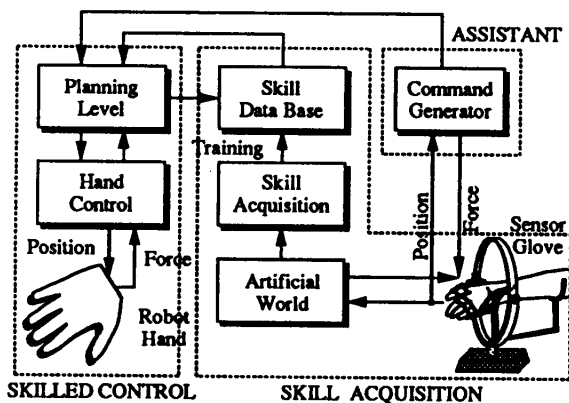 ASSISTANT
Planning
Level
Skill
Data Base
Command
Generator
Training
Hand
Control
Skill
Acquisition
Position
Force
Sensor
Glove
Position
Force
Artificial
World
Robot
Hand
SKILLED CONTROL
SKILL ACQUISITION